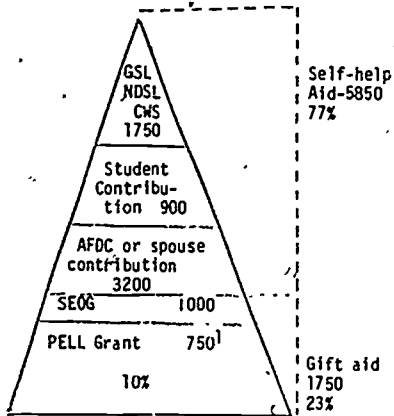 GSL
NDSL
CWS
1750
Self-help
Aid-5850
77%
Student
Contribu-
tion 900
AFDC or spouse
contribution
3200
SEOG 1000
PELL Grant 750¹
10%
Gift aid
1750
23%